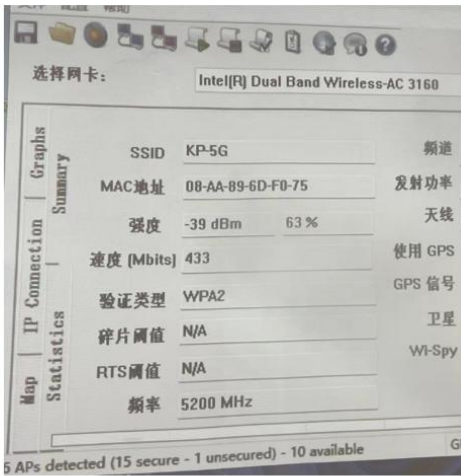 选择网卡： Intel(R) Dual Band Wireless-AC 3160
Graphs
Summary
IP Connection
Statistics
Map
SSID KP-5G 频道
MAC地址 08-AA-89-6D-F0-75 发射功率
强度 -39 dBm 63 % 天线
速度 (Mbits) 433 使用 GPS
验证类型 WPA2 GPS 信号
碎片阈值 N/A 卫星
RTS阈值 N/A Wi-Spy
频率 5200 MHz
APs detected (15 secure - 1 unsecured) - 10 available